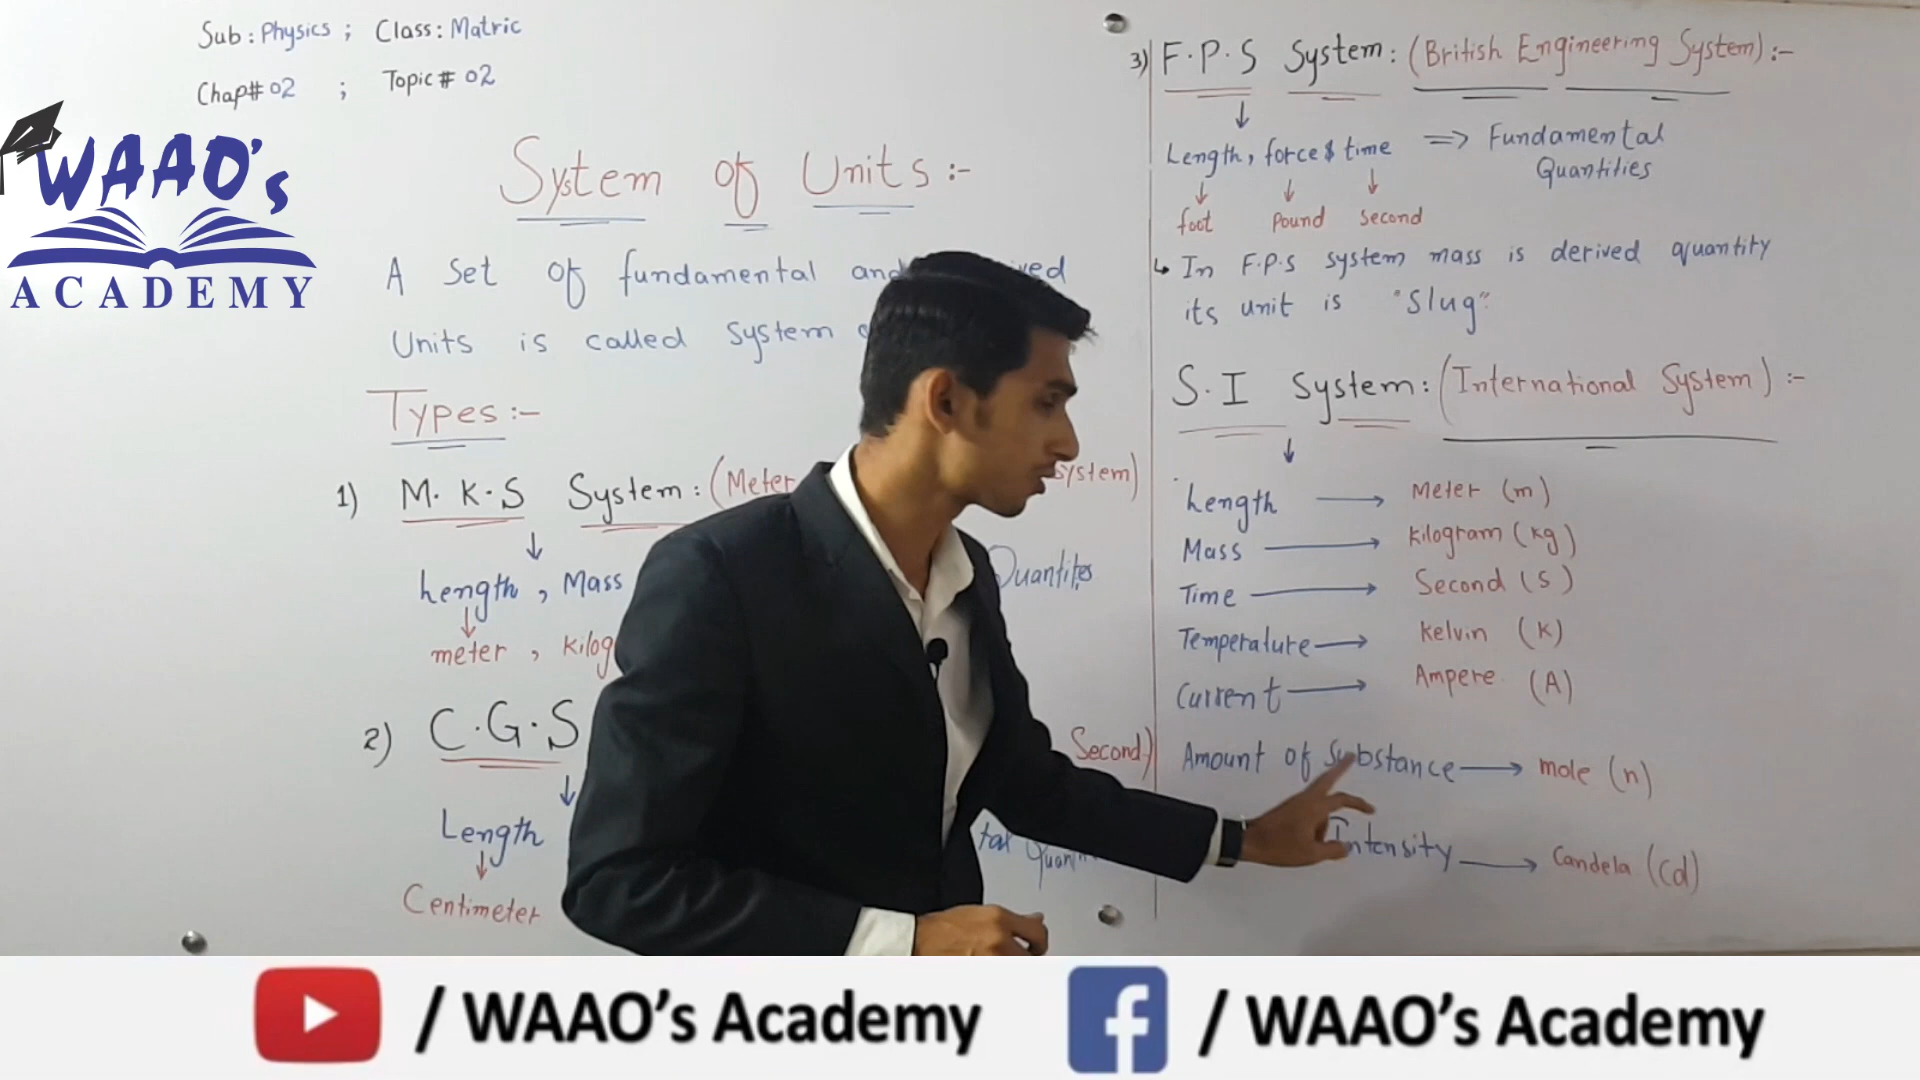 Sub: Physics ; Class: Matric
Chap# 02 ; Topic # 02
WAAO's
ACADEMY
System of Units :-
A Set of fundamental and
Units is called System
Types :-
1) M. K. S System : (Meter System)
Length , Mass Quantites
meter ,
2) C.G.S Second)
Length
Centimeter
3) F.P.S System : (British Engineering System) :-
Length, force & time => Fundamental
Quantities
foot pound second
In F.P.S system mass is derived quantity
its unit is "Slug".
S.I System : (International System) :-
Length → Meter (m)
Mass → kilogram (kg)
Time → Second (s)
Temperature → Kelvin (K)
Current → Ampere (A)
Amount of Substance → mole (n)
Intensity → Candela (Cd)
/ WAAO's Academy
/ WAAO's Academy